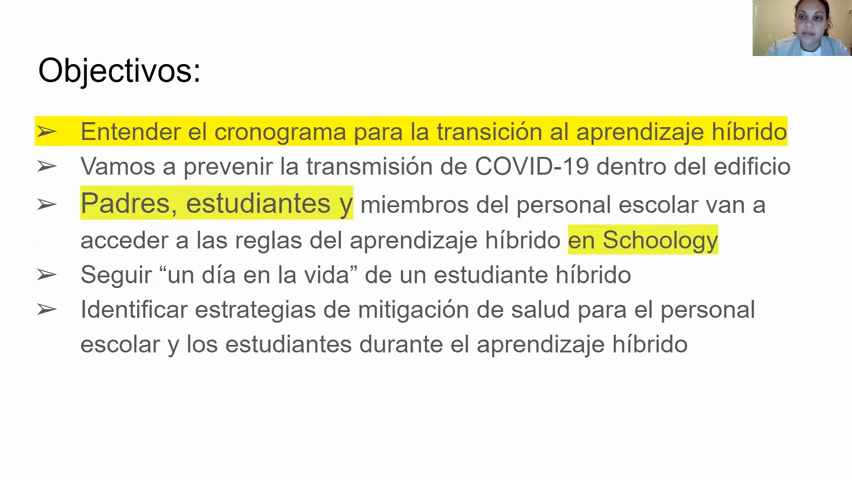 Objectivos:
➢ Entender el cronograma para la transición al aprendizaje híbrido
➢ Vamos a prevenir la transmisión de COVID-19 dentro del edificio
➢ Padres, estudiantes y miembros del personal escolar van a
acceder a las reglas del aprendizaje híbrido en Schoology
➢ Seguir “un día en la vida” de un estudiante híbrido
➢ Identificar estrategias de mitigación de salud para el personal
escolar y los estudiantes durante el aprendizaje híbrido